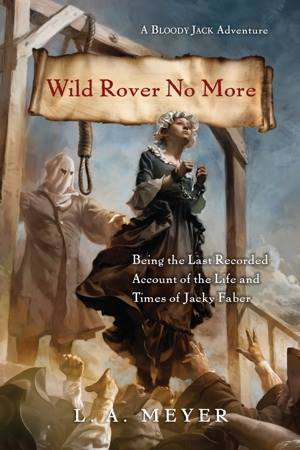 A BLOODY JACK Adventure
Wild Rover No More
Being the Last Recorded
Account of the Life and
Times of Jacky Faber
L. A. MEYER